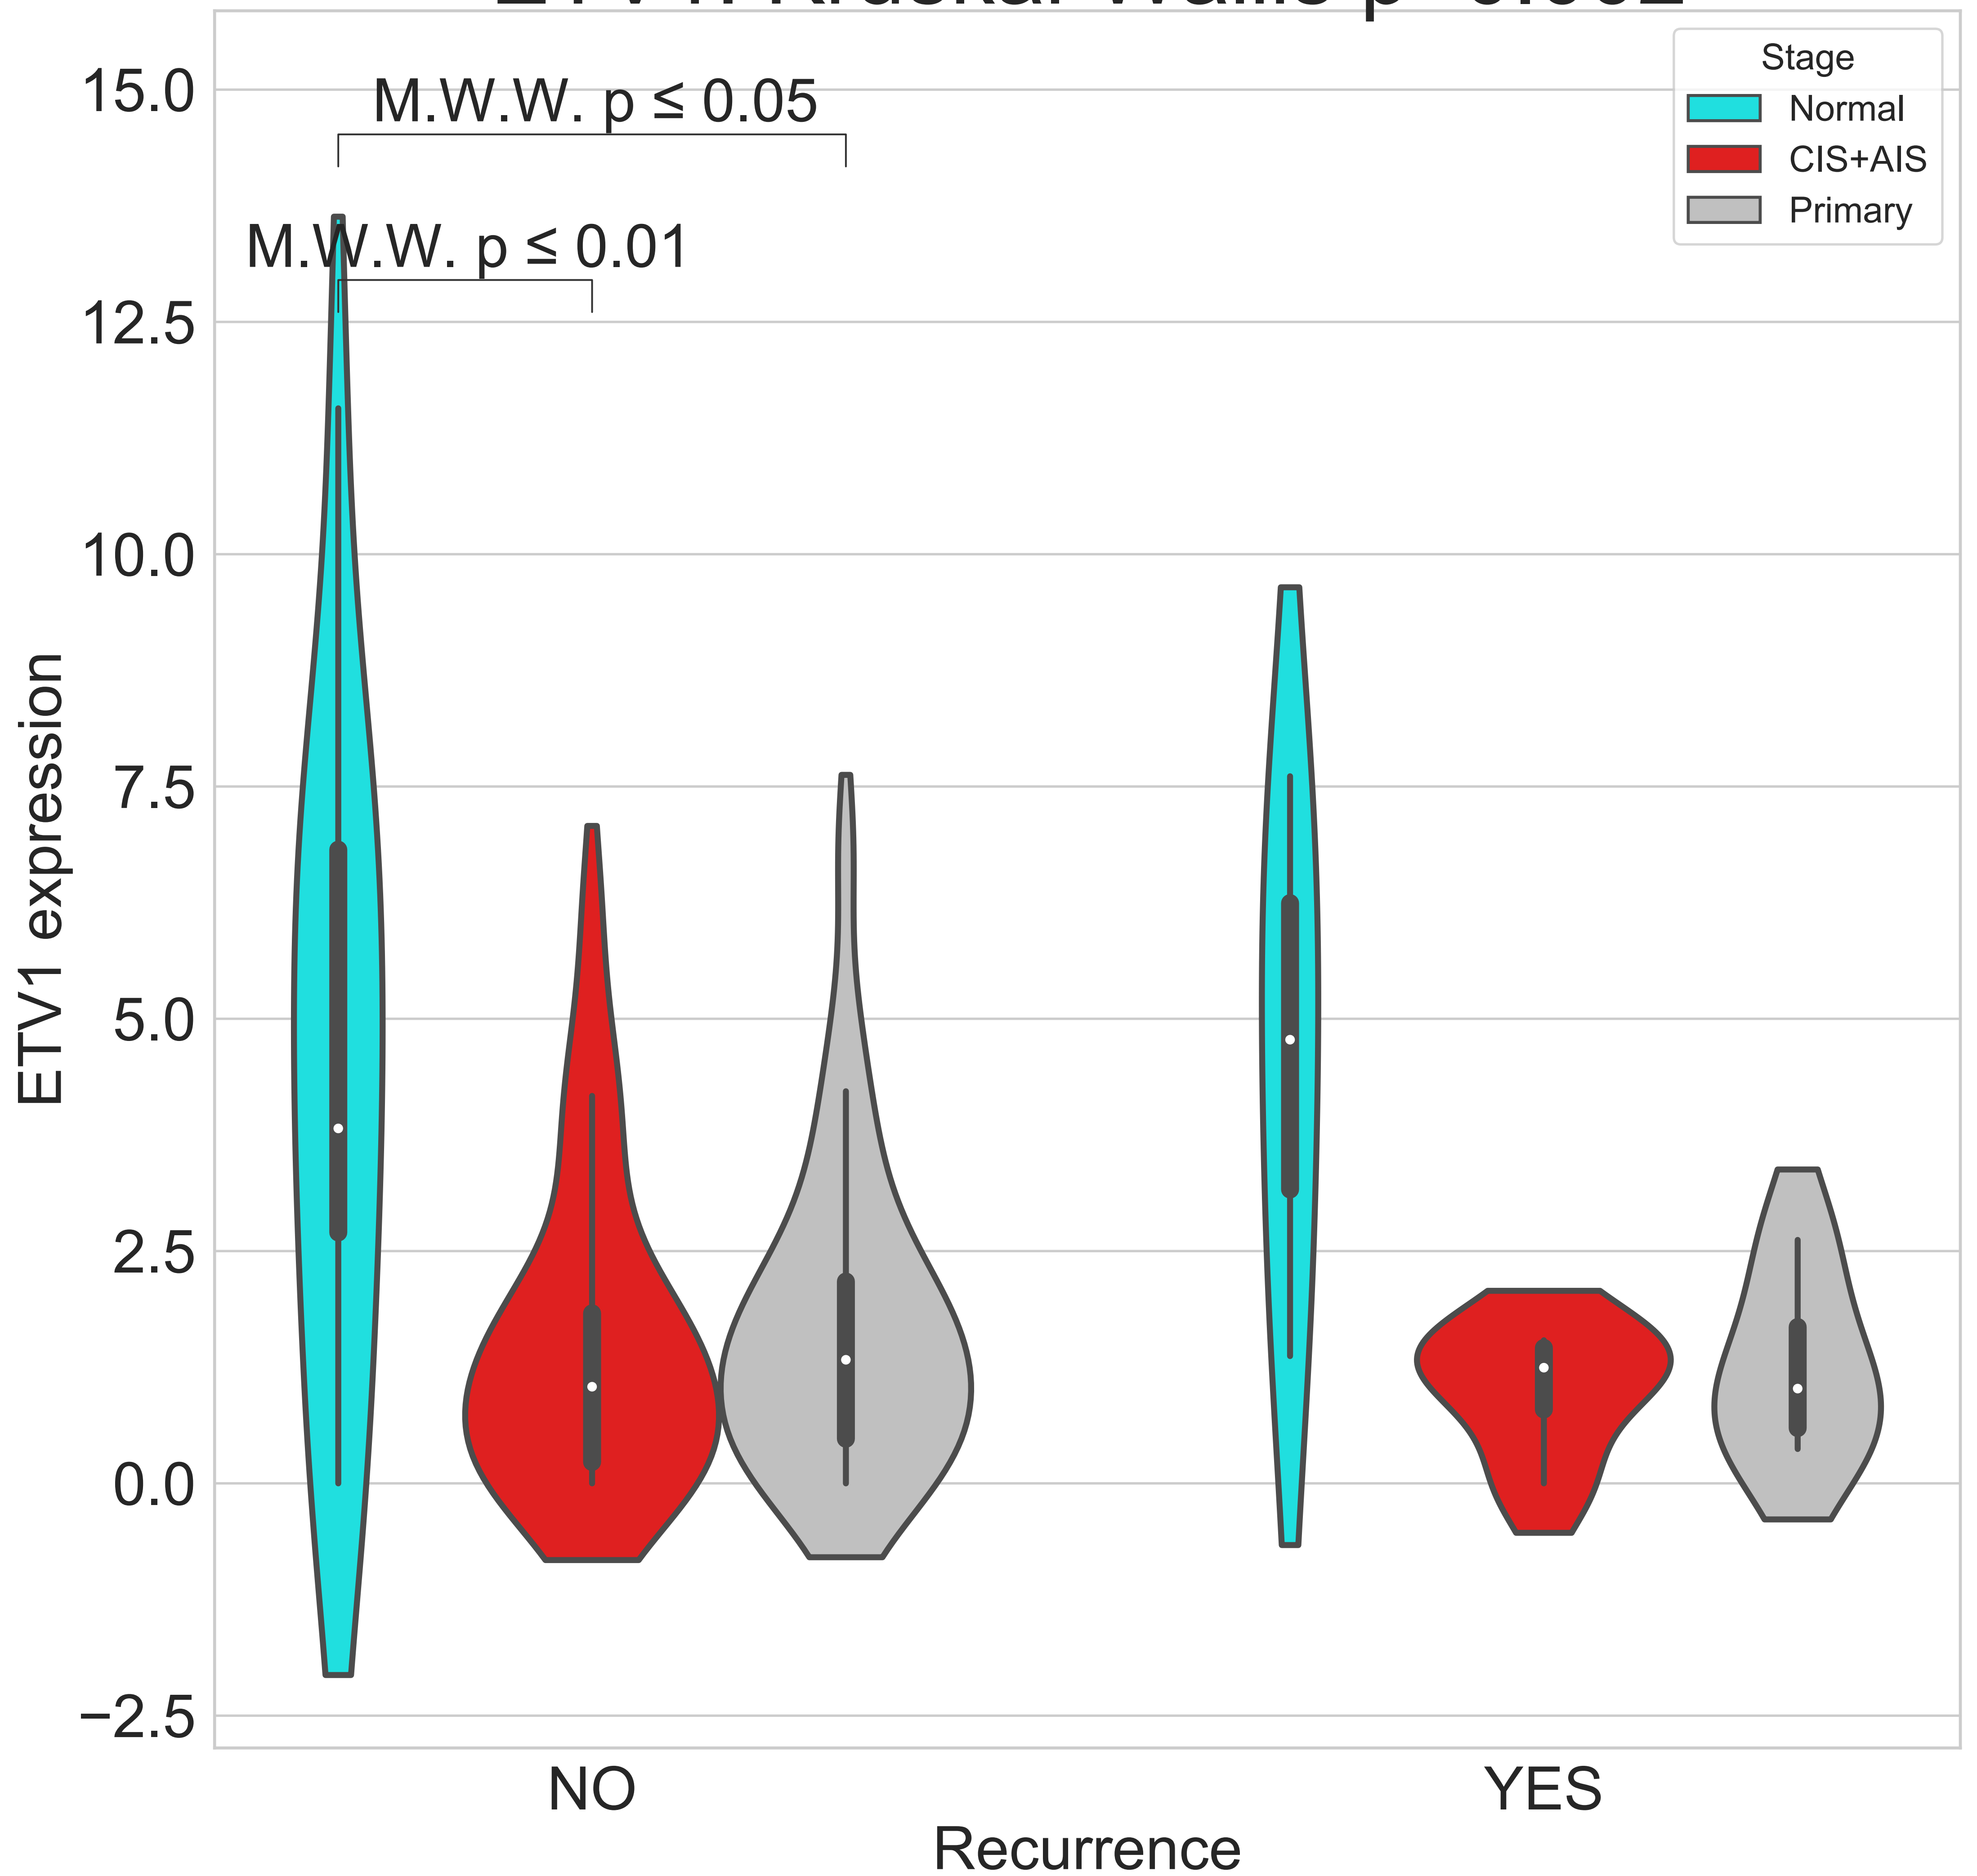 Stage
Normal
CIS+AIS
Primary
M.W.W. p ≤ 0.05
M.W.W. p ≤ 0.01
15.0
12.5
10.0
7.5
5.0
2.5
0.0
−2.5
ETV1 expression
NO
YES
Recurrence